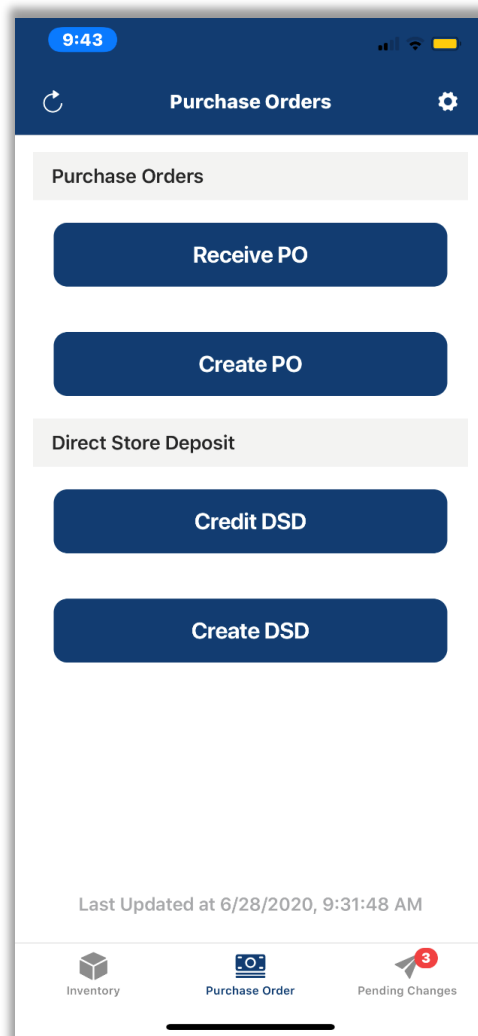 9:43
Purchase Orders
Purchase Orders
Receive PO
Create PO
Direct Store Deposit
Credit DSD
Create DSD
Last Updated at 6/28/2020, 9:31:48 AM
3
Inventory
Purchase Order
Pending Changes